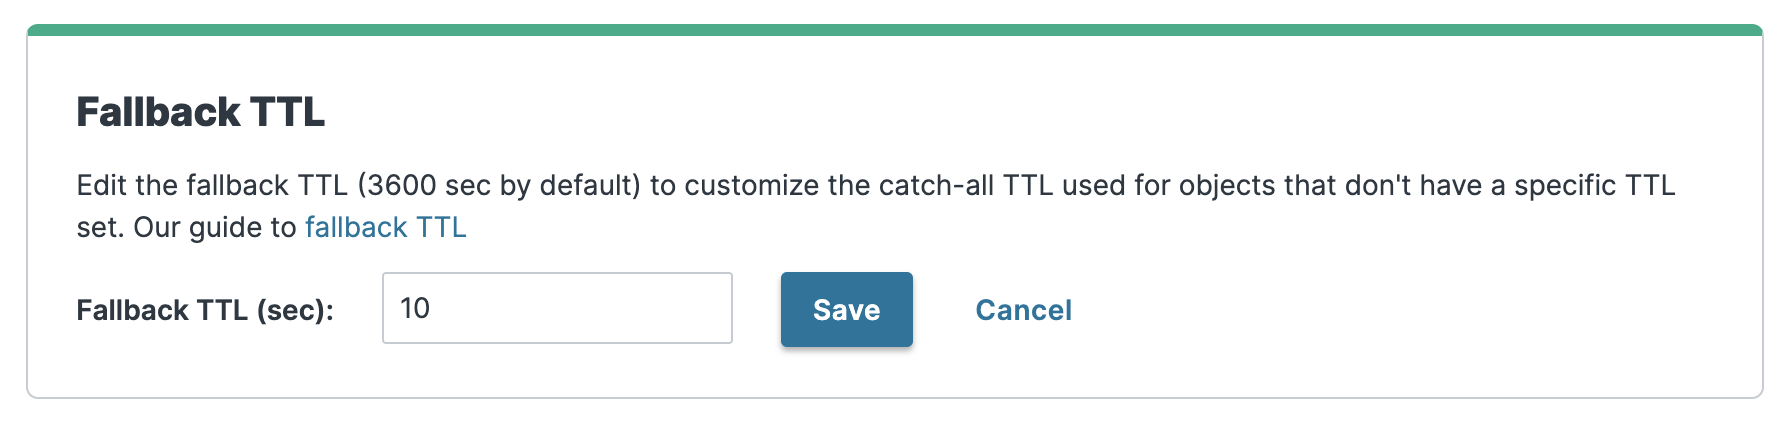 Fallback TTL
Edit the fallback TTL (3600 sec by default) to customize the catch-all TTL used for objects that don't have a specific TTL
set. Our guide to fallback TTL
Fallback TTL (sec): 10 Save Cancel